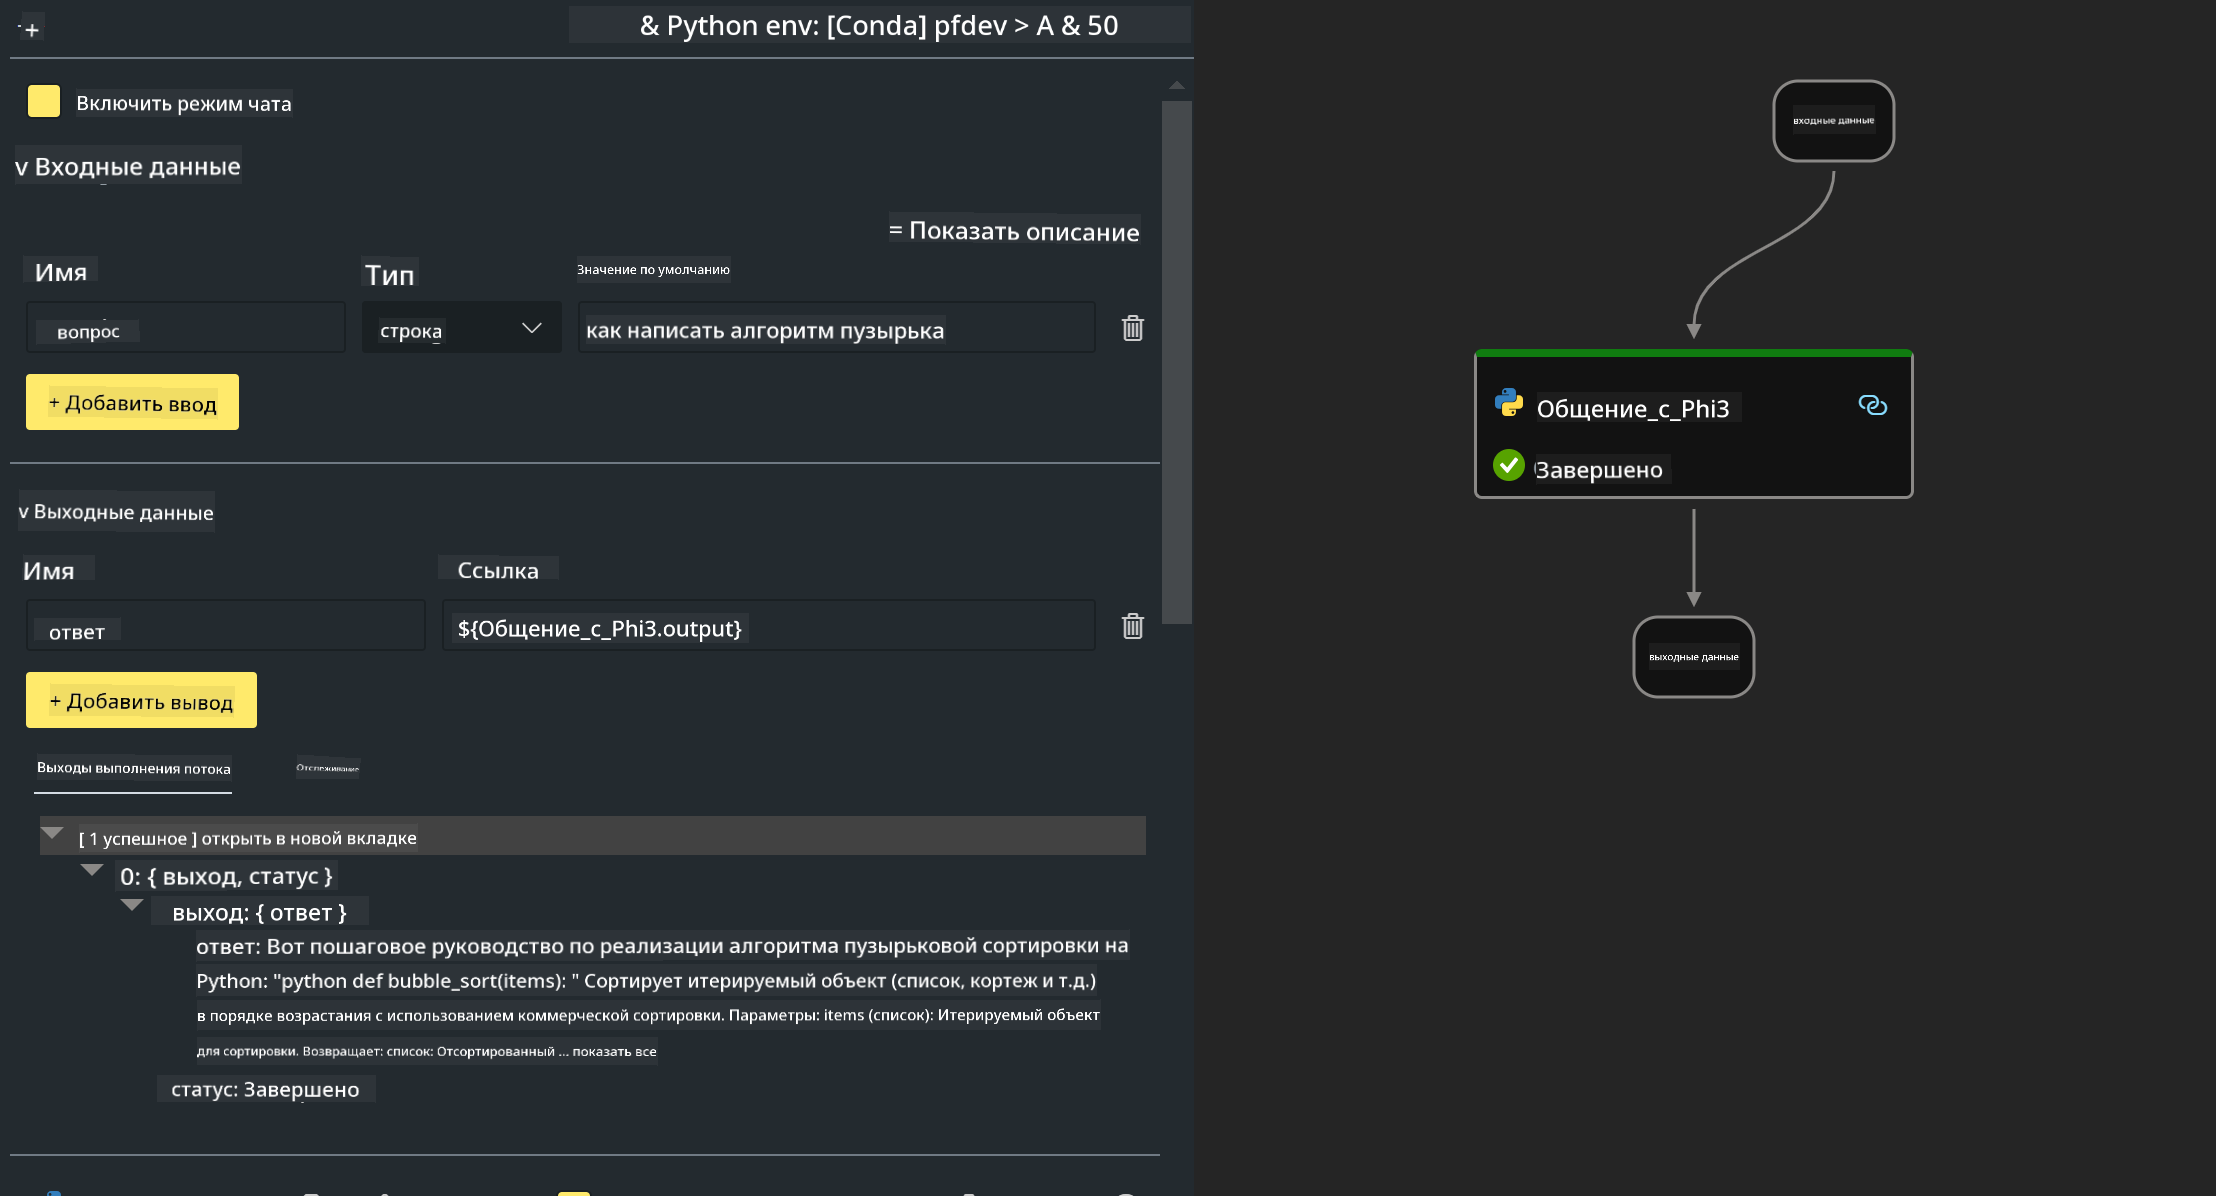 +
& Python env: [Conda] pfdev > A & 50
Включить режим чата
v Входные данные
= Показать описание
Имя Тип Значение по умолчанию
вопрос строка как написать алгоритм пузырька
+ Добавить ввод
v Выходные данные
Имя Ссылка
ответ ${Общение_с_Phi3.output}
+ Добавить вывод
Выходы выполнения потока Отслеживание
[ 1 успешное ] открыть в новой вкладке
0: { выход, статус }
выход: { ответ }
ответ: Вот пошаговое руководство по реализации алгоритма пузырьковой сортировки на
Python: "python def bubble_sort(items): " Сортирует итерируемый объект (список, кортеж и т.д.)
в порядке возрастания с использованием коммерческой сортировки. Параметры: items (список): Итерируемый объект
для сортировки. Возвращает: список: Отсортированный ... показать все
статус: Завершено
входные данные
Общение_с_Phi3
Завершено
выходные данные